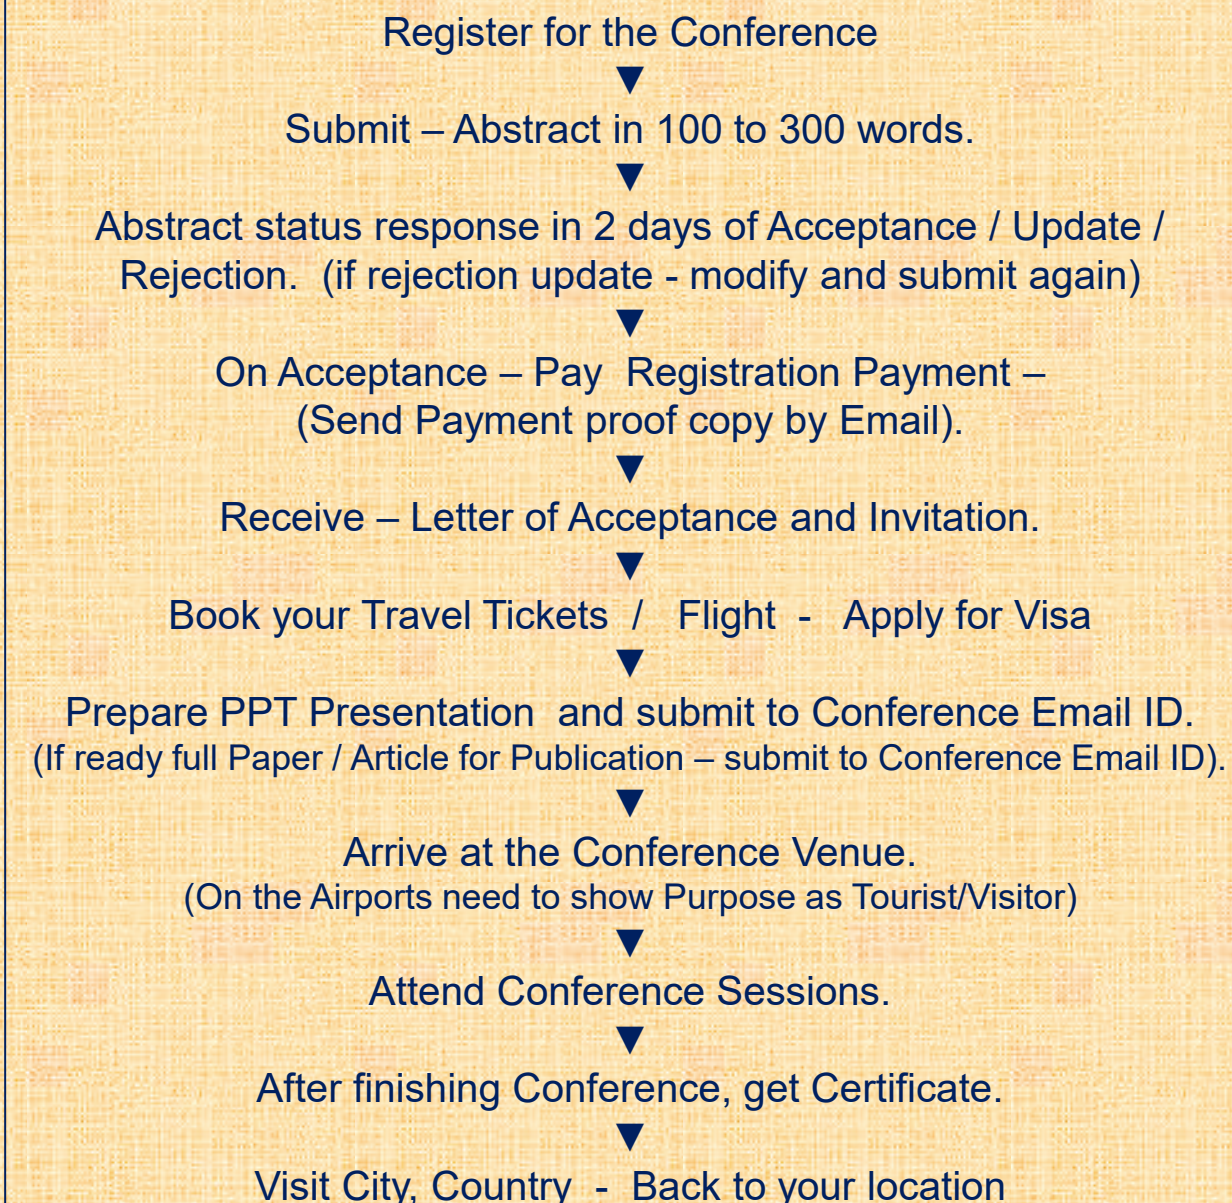 Register for the Conference
▼
Submit – Abstract in 100 to 300 words.
▼
Abstract status response in 2 days of Acceptance / Update /
Rejection.  (if rejection update - modify and submit again)
▼
On Acceptance – Pay  Registration Payment –
(Send Payment proof copy by Email).
▼
Receive – Letter of Acceptance and Invitation.
▼
Book your Travel Tickets  /   Flight  -   Apply for Visa
▼
Prepare PPT Presentation  and submit to Conference Email ID.
(If ready full Paper / Article for Publication – submit to Conference Email ID).
▼
Arrive at the Conference Venue.
(On the Airports need to show Purpose as Tourist/Visitor)
▼
Attend Conference Sessions.
▼
After finishing Conference, get Certificate.
▼
Visit City, Country  -  Back to your location